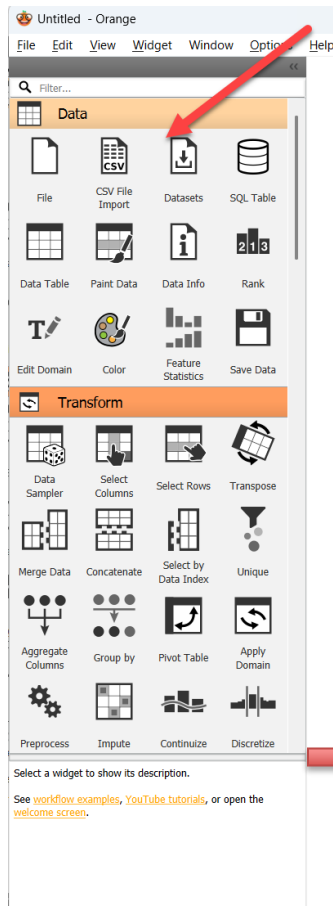 Untitled - Orange
File Edit View Widget Window Options Help
Filter...
Data
File
CSV
CSV File Import
Datasets
SQL Table
Data Table
Paint Data
i
Data Info
2 1 3
Rank
T
Edit Domain
Color
Feature Statistics
Save Data
Transform
Data Sampler
Select Columns
Select Rows
Transpose
Merge Data
Concatenate
Select by Data Index
Unique
Aggregate Columns
Group by
Pivot Table
Apply Domain
Preprocess
Impute
Continuize
Discretize
Select a widget to show its description.
See workflow examples, YouTube tutorials, or open the
welcome screen.